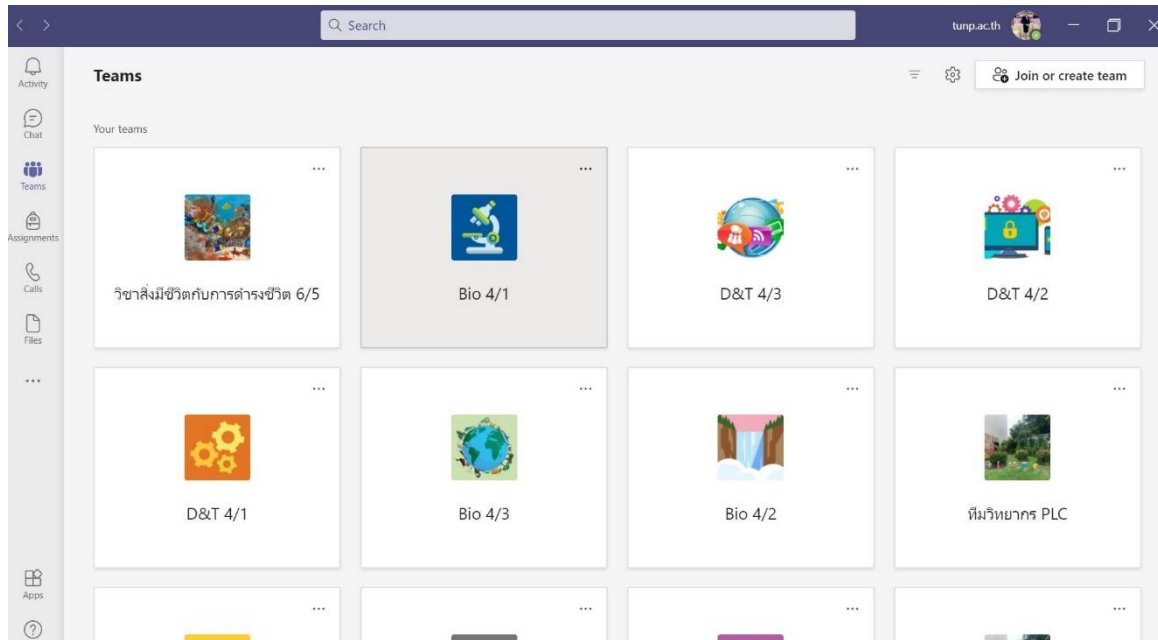 Search
tunp.ac.th
Activity
Chat
Teams
Assignments
Calls
Files
Apps
Teams
Join or create team
Your teams
วิชาสิ่งมีชีวิตกับการดำรงชีวิต 6/5
Bio 4/1
D&T 4/3
D&T 4/2
D&T 4/1
Bio 4/3
Bio 4/2
ทีมวิทยากร PLC